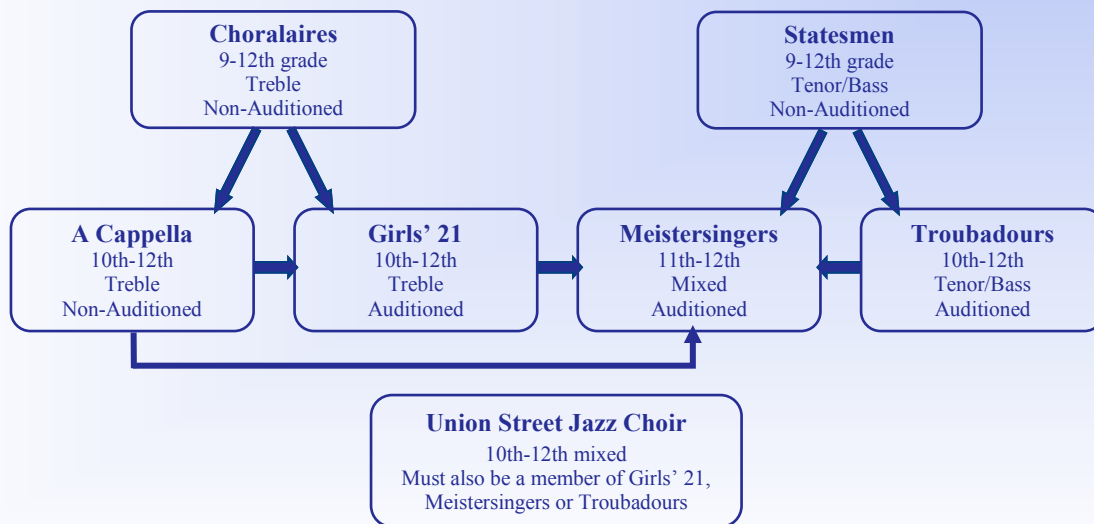 Choralaires
9-12th grade
Treble
Non-Auditioned
Statesmen
9-12th grade
Tenor/Bass
Non-Auditioned
A Cappella
10th-12th
Treble
Non-Auditioned
Girls’ 21
10th-12th
Treble
Auditioned
Meistersingers
11th-12th
Mixed
Auditioned
Troubadours
10th-12th
Tenor/Bass
Auditioned
Union Street Jazz Choir
10th-12th mixed
Must also be a member of Girls’ 21,
Meistersingers or Troubadours